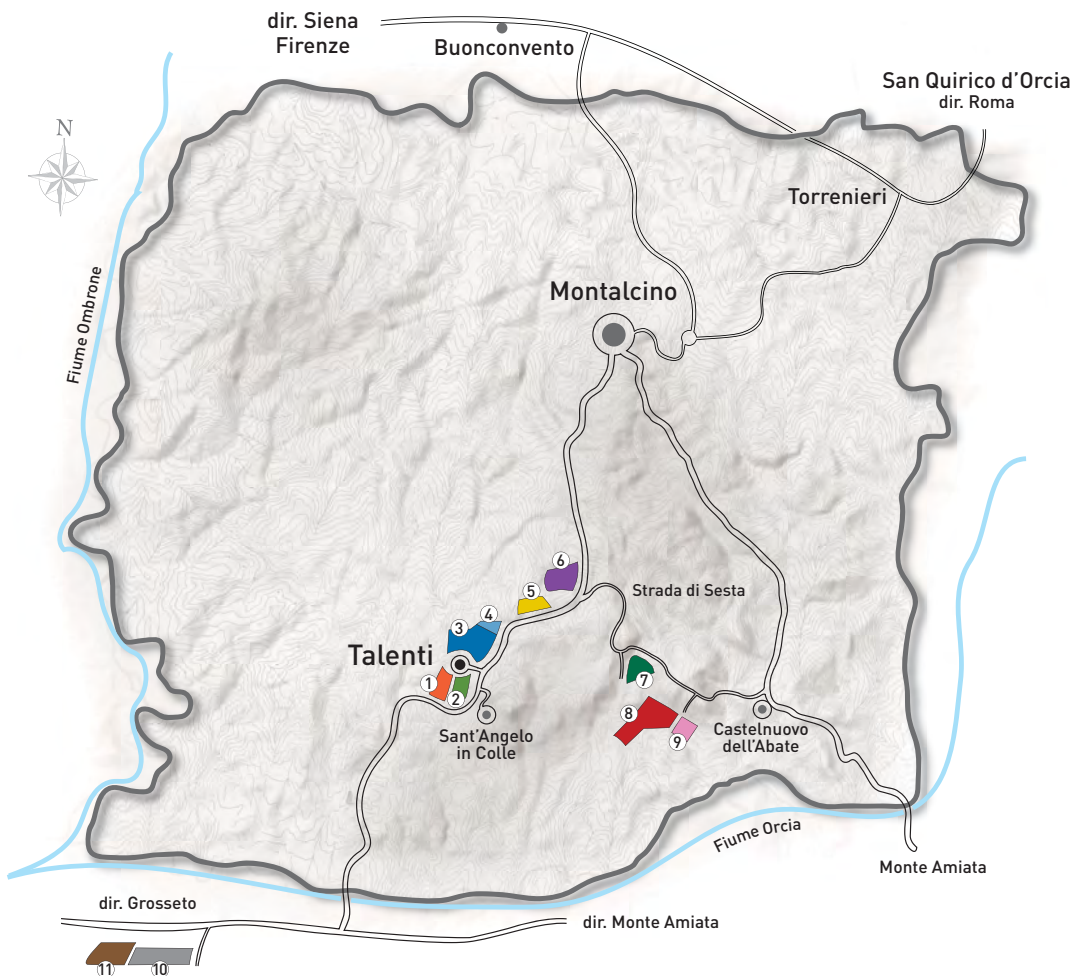 dir. Siena
Firenze
Buonconvento
San Quirico d'Orcia
dir. Roma
N
Torrenieri
Fiume Ombrone
Montalcino
6
Strada di Sesta
5
4
3
Talenti
1
2
7
8
9
Sant'Angelo
in Colle
Castelnuovo
dell'Abate
Fiume Orcia
Monte Amiata
dir. Grosseto
dir. Monte Amiata
11
10